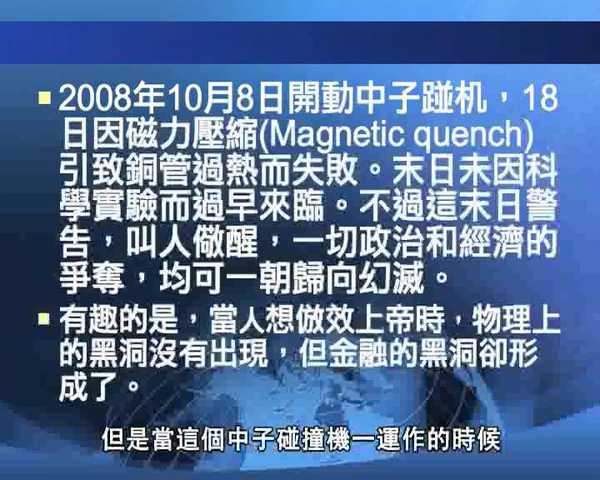 2008年10月8日開動中子踫机，18
日因磁力壓縮(Magnetic quench)
引致銅管過熱而失敗。末日未因科
學實驗而過早來臨。不過這末日警
告，叫人儆醒，一切政治和經濟的
爭奪，均可一朝歸向幻滅。
有趣的是，當人想倣效上帝時，物理上
的黑洞沒有出現，但金融的黑洞卻形
成了。
但是當這個中子碰撞機一運作的時候